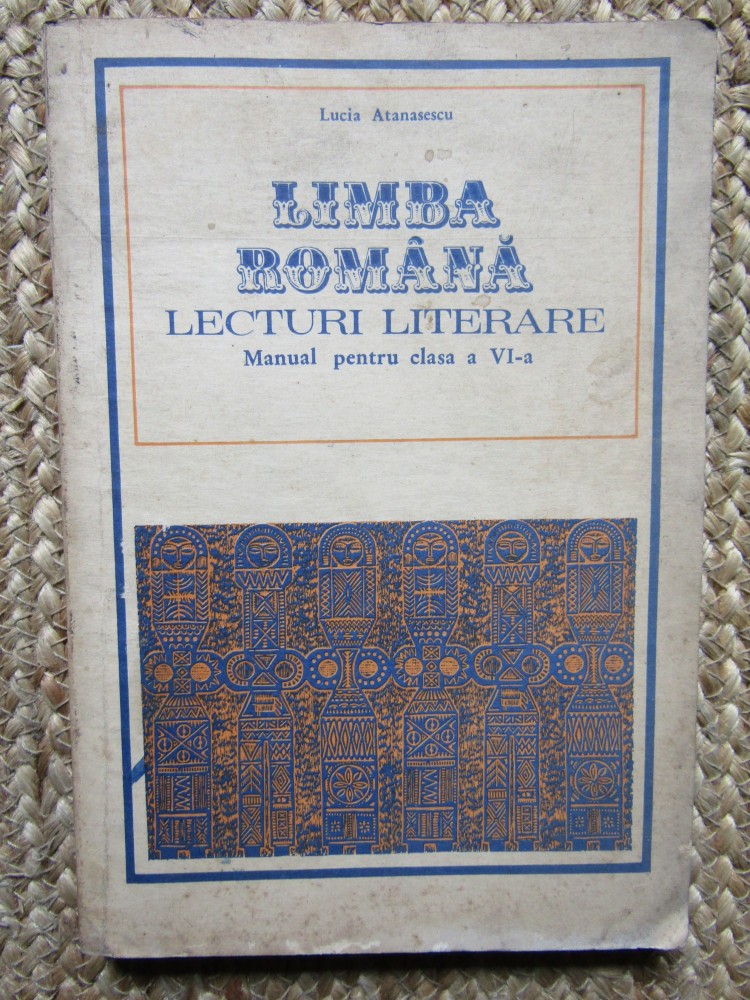 Lucia Atanasescu
LIMBA
ROMÂNĂ
LECTURI LITERARE
Manual pentru clasa a VI-a